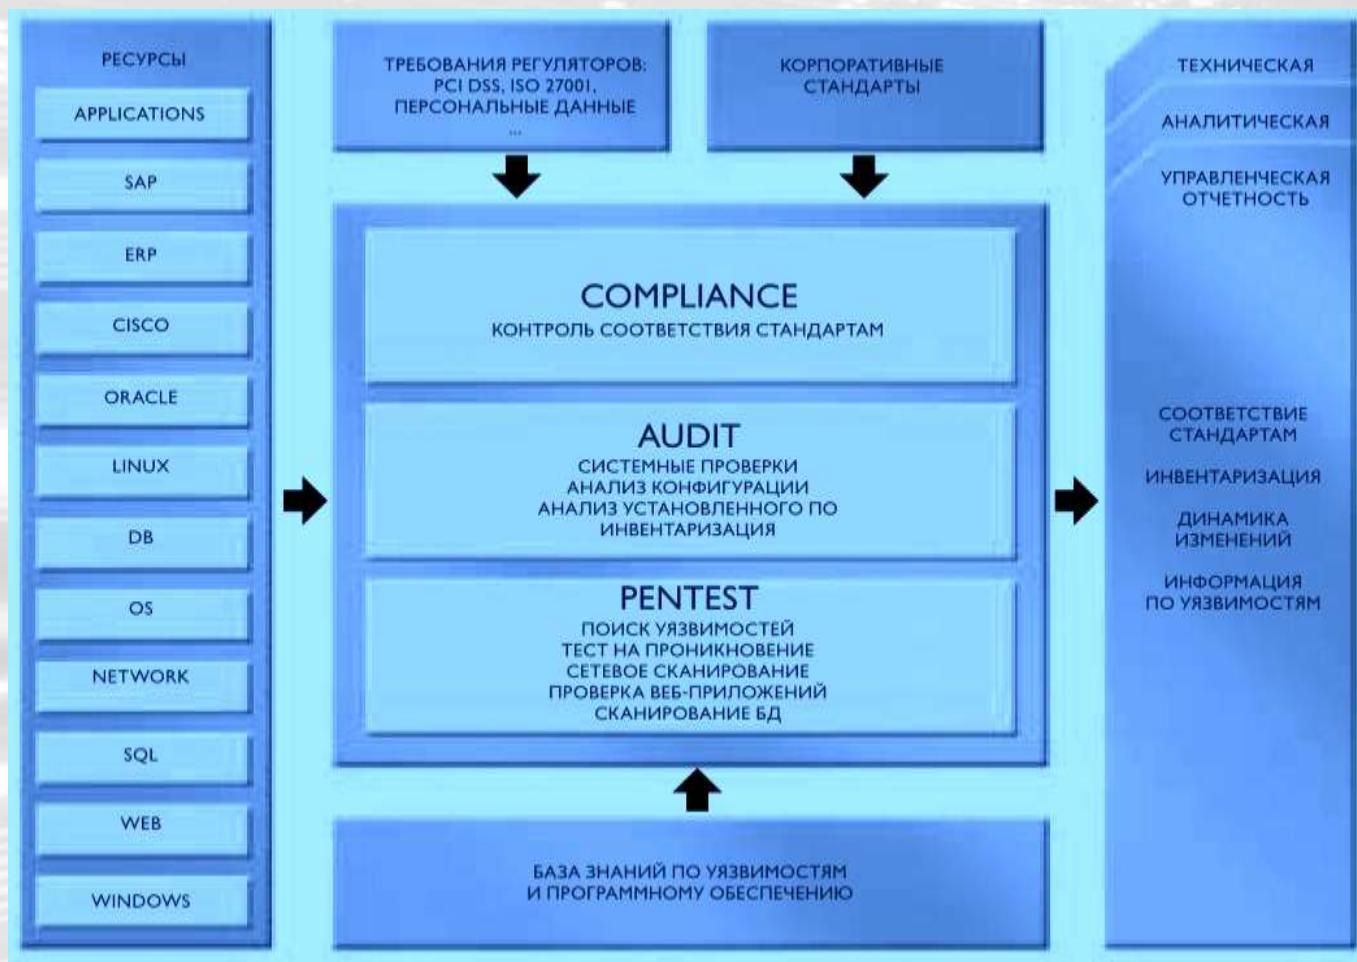 РЕСУРСЫ
APPLICATIONS
SAP
ERP
CISCO
ORACLE
LINUX
DB
OS
NETWORK
SQL
WEB
WINDOWS
ТРЕБОВАНИЯ РЕГУЛЯТОРОВ:
PCI DSS, ISO 27001,
ПЕРСОНАЛЬНЫЕ ДАННЫЕ
...
КОРПОРАТИВНЫЕ
СТАНДАРТЫ
COMPLIANCE
КОНТРОЛЬ СООТВЕТСТВИЯ СТАНДАРТАМ
AUDIT
СИСТЕМНЫЕ ПРОВЕРКИ
АНАЛИЗ КОНФИГУРАЦИИ
АНАЛИЗ УСТАНОВЛЕННОГО ПО
ИНВЕНТАРИЗАЦИЯ
PENTEST
ПОИСК УЯЗВИМОСТЕЙ
ТЕСТ НА ПРОНИКНОВЕНИЕ
СЕТЕВОЕ СКАНИРОВАНИЕ
ПРОВЕРКА ВЕБ-ПРИЛОЖЕНИЙ
СКАНИРОВАНИЕ БД
БАЗА ЗНАНИЙ ПО УЯЗВИМОСТЯМ
И ПРОГРАММНОМУ ОБЕСПЕЧЕНИЮ
ТЕХНИЧЕСКАЯ
АНАЛИТИЧЕСКАЯ
УПРАВЛЕНЧЕСКАЯ
ОТЧЕТНОСТЬ
СООТВЕТСТВИЕ
СТАНДАРТАМ
ИНВЕНТАРИЗАЦИЯ
ДИНАМИКА
ИЗМЕНЕНИЙ
ИНФОРМАЦИЯ
ПО УЯЗВИМОСТЯМ